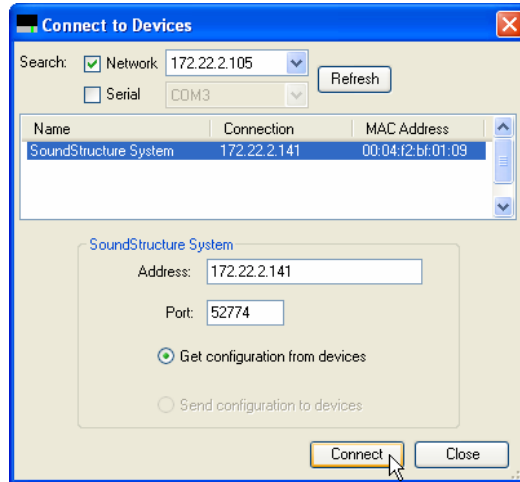 Connect to Devices
Search: Network 172.22.2.105 Refresh
Serial COM3
Name Connection MAC Address
SoundStructure System 172.22.2.141 00:04:f2:bf:01:09
SoundStructure System
Address: 172.22.2.141
Port: 52774
Get configuration from devices
Send configuration to devices
Connect Close